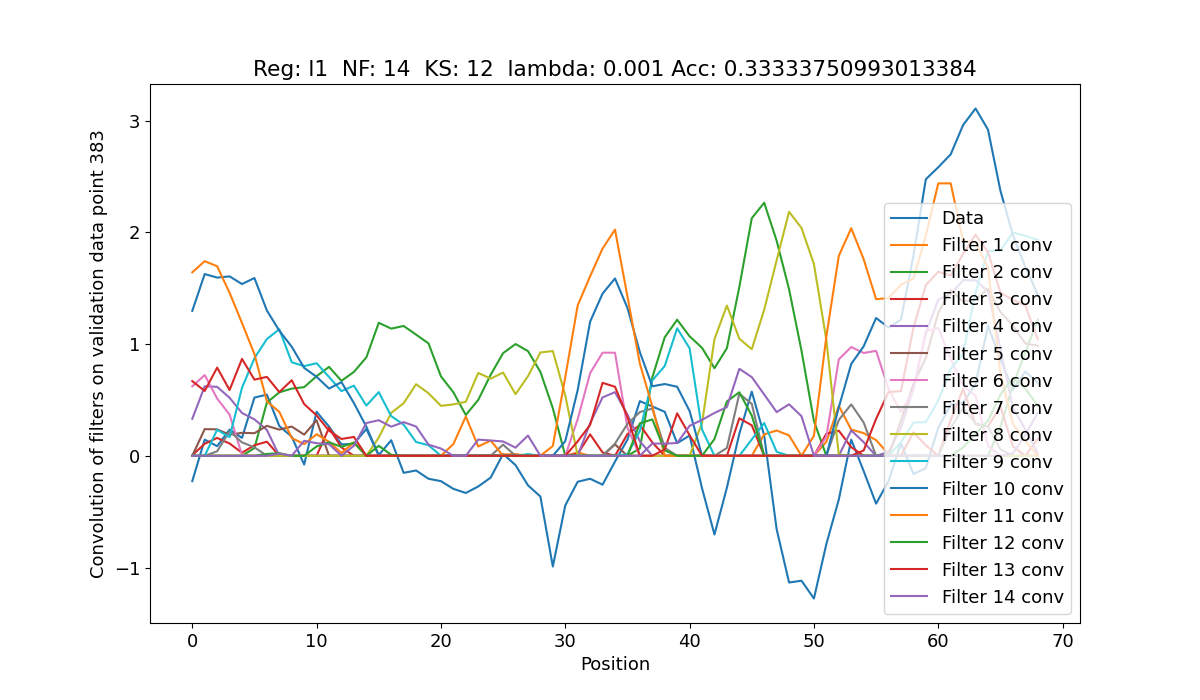 Reg: l1  NF: 14  KS: 12  lambda: 0.001 Acc: 0.33333750993013384
Convolution of filters on validation data point 383
3
2
1
0
−1
0 10 20 30 40 50 60 70
Position
Data
Filter 1 conv
Filter 2 conv
Filter 3 conv
Filter 4 conv
Filter 5 conv
Filter 6 conv
Filter 7 conv
Filter 8 conv
Filter 9 conv
Filter 10 conv
Filter 11 conv
Filter 12 conv
Filter 13 conv
Filter 14 conv